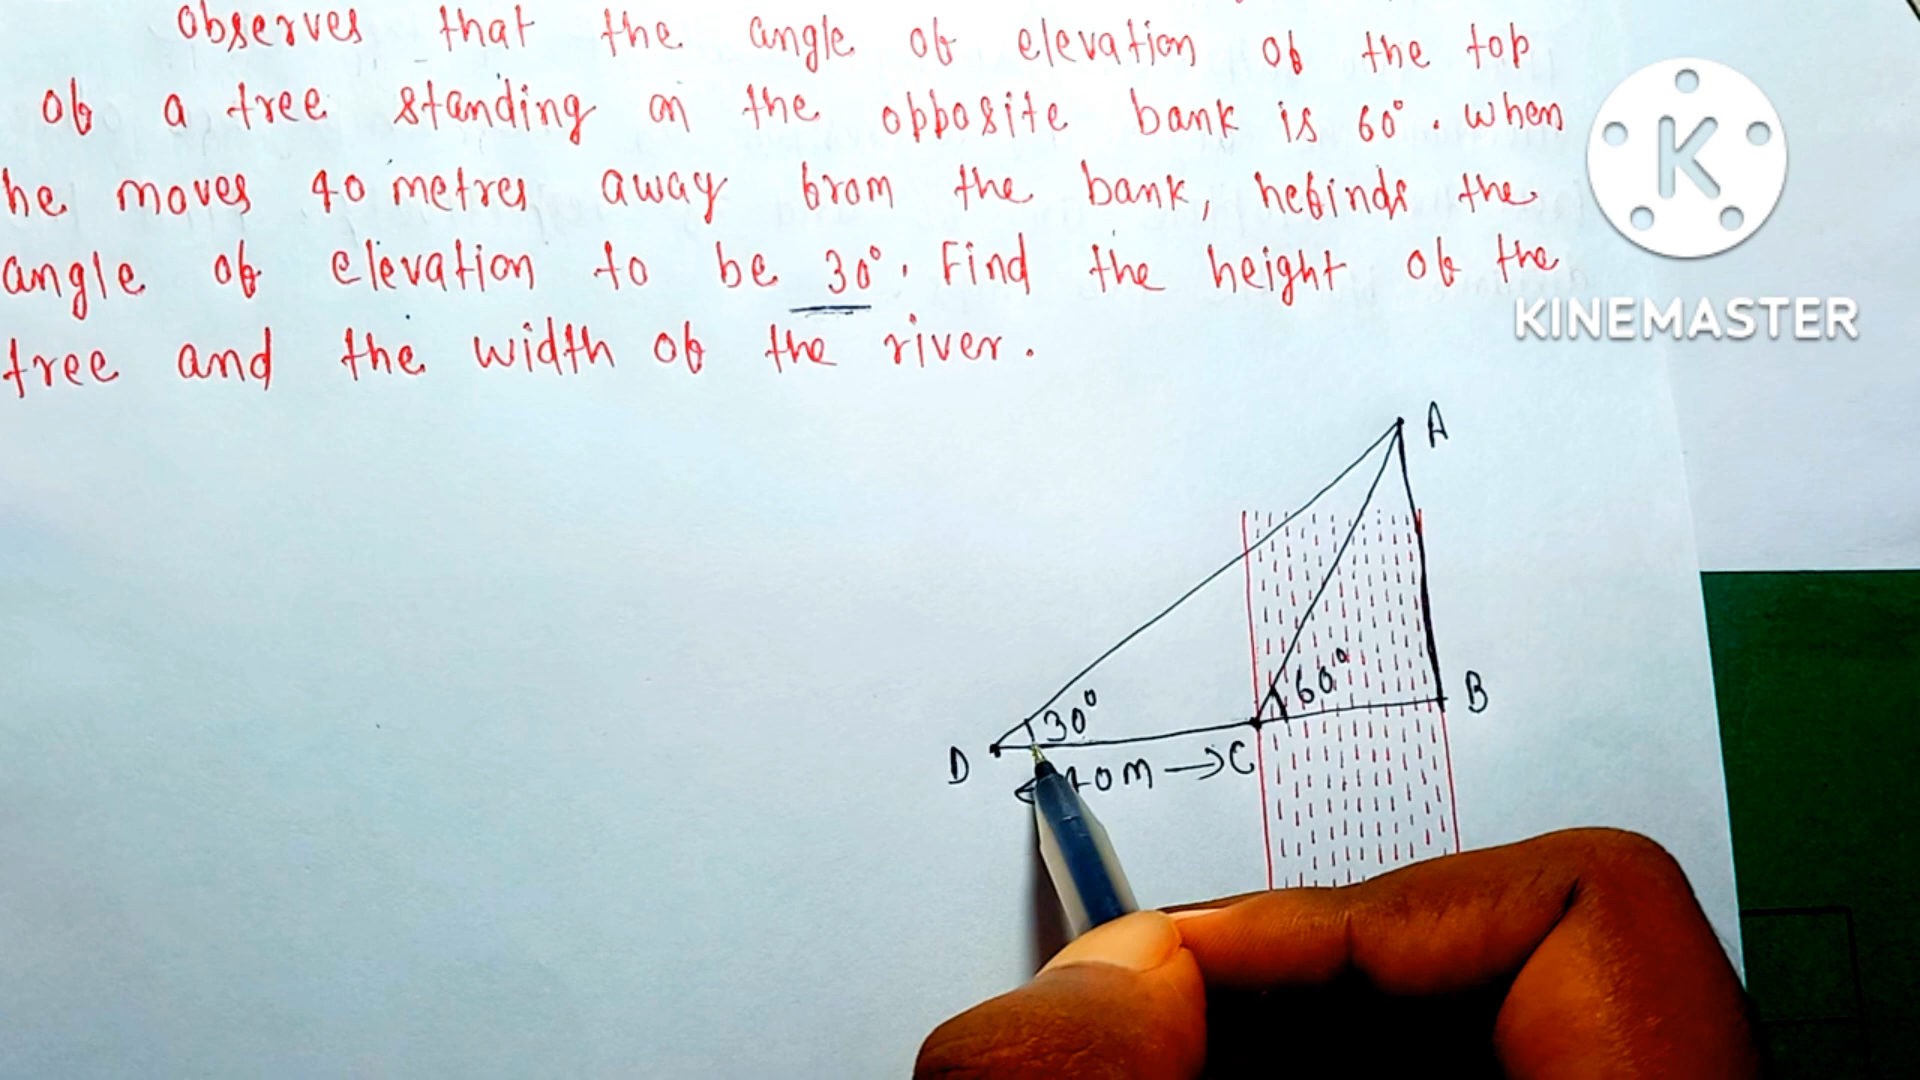 observes that the angle of elevation of the top
of a tree standing on the opposite bank is 60°. when
he moves 40 metres away from the bank, he finds the
angle of elevation to be 30°. Find the height of the
tree and the width of the river.
K
KINEMASTER
A
60°
B
30°
D
40m
C